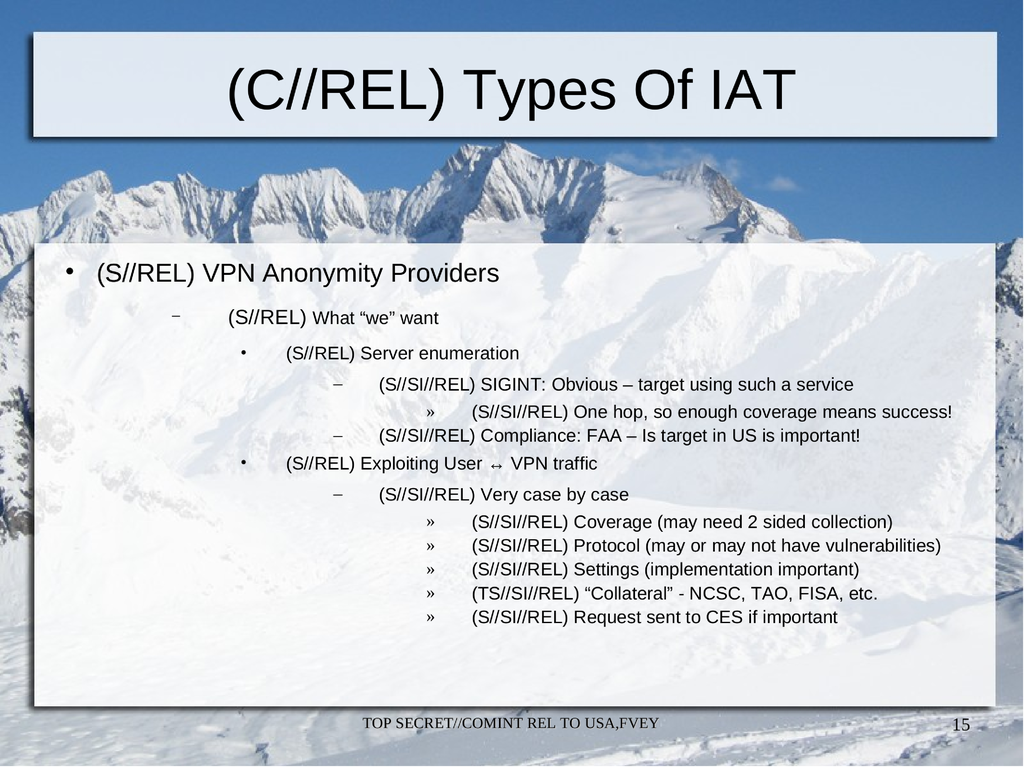 (C//REL) Types Of IAT
• (S//REL) VPN Anonymity Providers
– (S//REL) What “we” want
• (S//REL) Server enumeration
– (S//SI//REL) SIGINT: Obvious – target using such a service
» (S//SI//REL) One hop, so enough coverage means success!
– (S//SI//REL) Compliance: FAA – Is target in US is important!
• (S//REL) Exploiting User ↔ VPN traffic
– (S//SI//REL) Very case by case
» (S//SI//REL) Coverage (may need 2 sided collection)
» (S//SI//REL) Protocol (may or may not have vulnerabilities)
» (S//SI//REL) Settings (implementation important)
» (TS//SI//REL) “Collateral” - NCSC, TAO, FISA, etc.
» (S//SI//REL) Request sent to CES if important
TOP SECRET//COMINT REL TO USA,FVEY
15